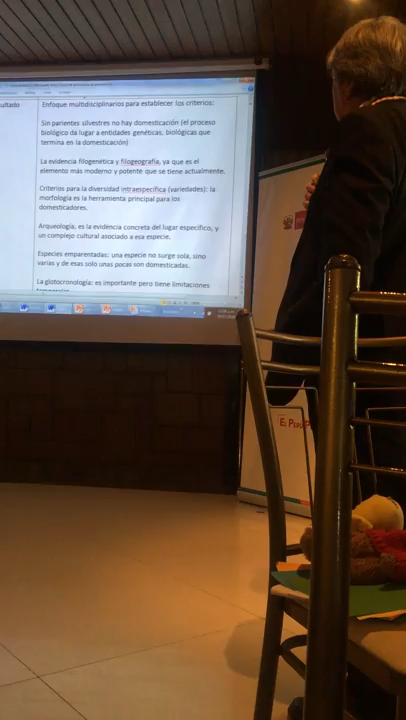 ultado
Enfoque multidisciplinarios para establecer los criterios:
Sin parientes silvestres no hay domesticación (el proceso
biológico da lugar a entidades genéticas, biológicas que
termina en la domesticación)
La evidencia filogenética y filogeografía, ya que es el
elemento más moderno y potente que se tiene actualmente.
Criterios para la diversidad intraespecífica (variedades): la
morfología es la herramienta principal para los
domesticadores.
Arqueología, es la evidencia concreta del lugar específico, y
un complejo cultural asociado a esa especie.
Especies emparentadas: una especie no surge sola, sino
varias y de esas solo unas pocas son domesticadas.
La glotocronología: es importante pero tiene limitaciones
EL PERÚ P